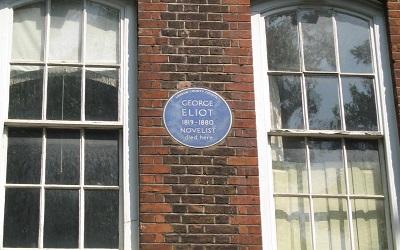 GEORGE
ELIOT
1819-1880
NOVELIST
died here